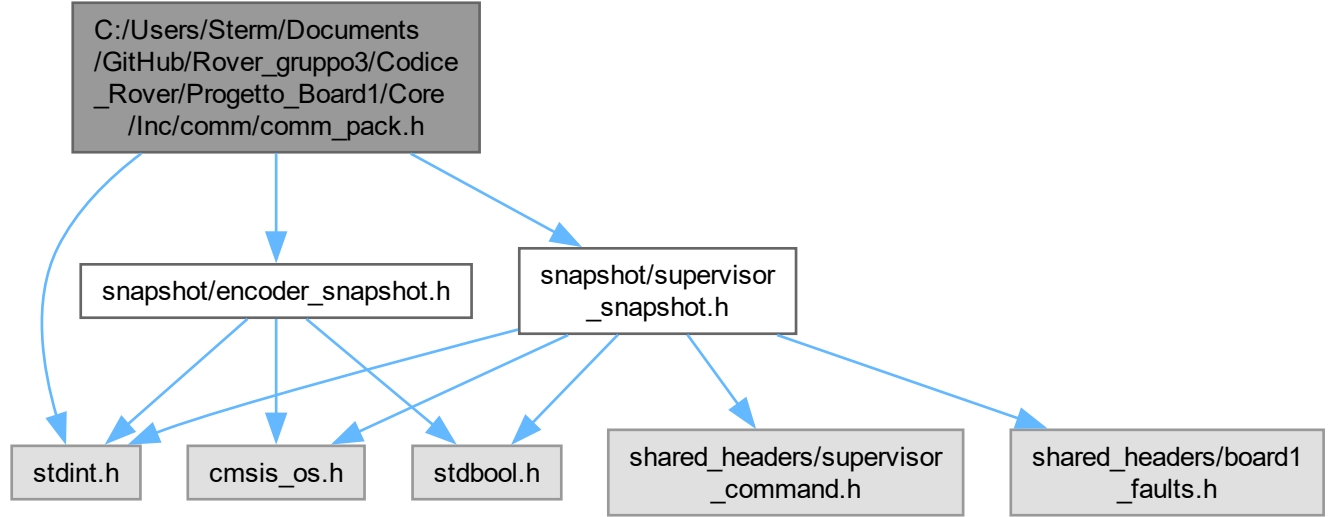 C:/Users/Sterm/Documents
/GitHub/Rover_gruppo3/Codice
_Rover/Progetto_Board1/Core
/Inc/comm/comm_pack.h
snapshot/encoder_snapshot.h
snapshot/supervisor
_snapshot.h
stdint.h
cmsis_os.h
stdbool.h
shared_headers/supervisor
_command.h
shared_headers/board1
_faults.h